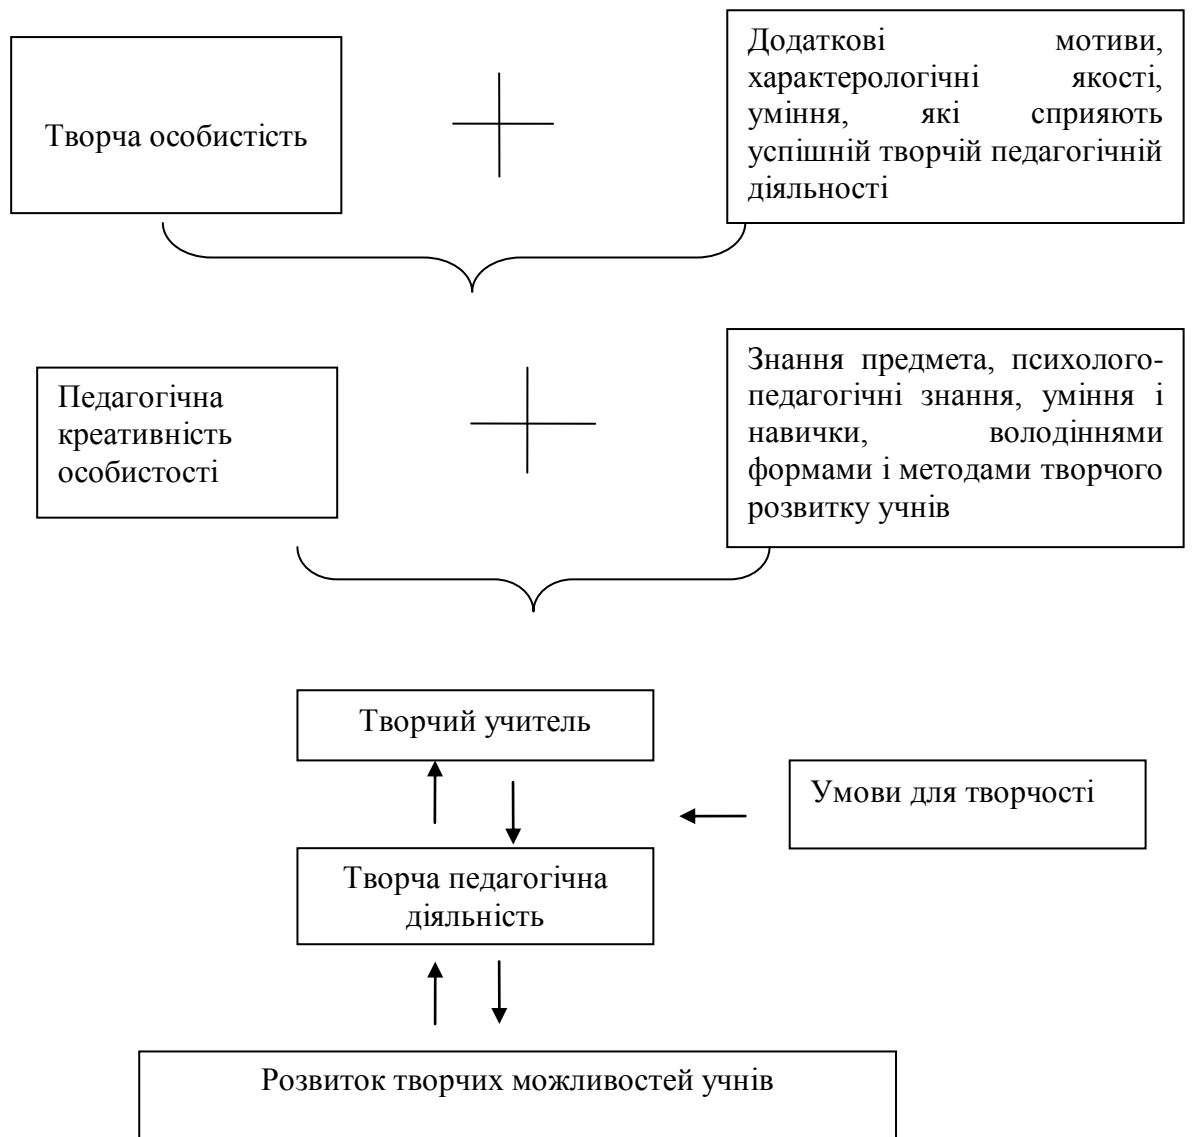 Творча особистість
Додаткові мотиви,
характерологічні якості,
уміння, які сприяють
успішній творчій педагогічній
діяльності
Педагогічна
креативність
особистості
Знання предмета, психолого-
педагогічні знання, уміння і
навички, володіннями
формами і методами творчого
розвитку учнів
Творчий учитель
Умови для творчості
Творча педагогічна
діяльність
Розвиток творчих можливостей учнів